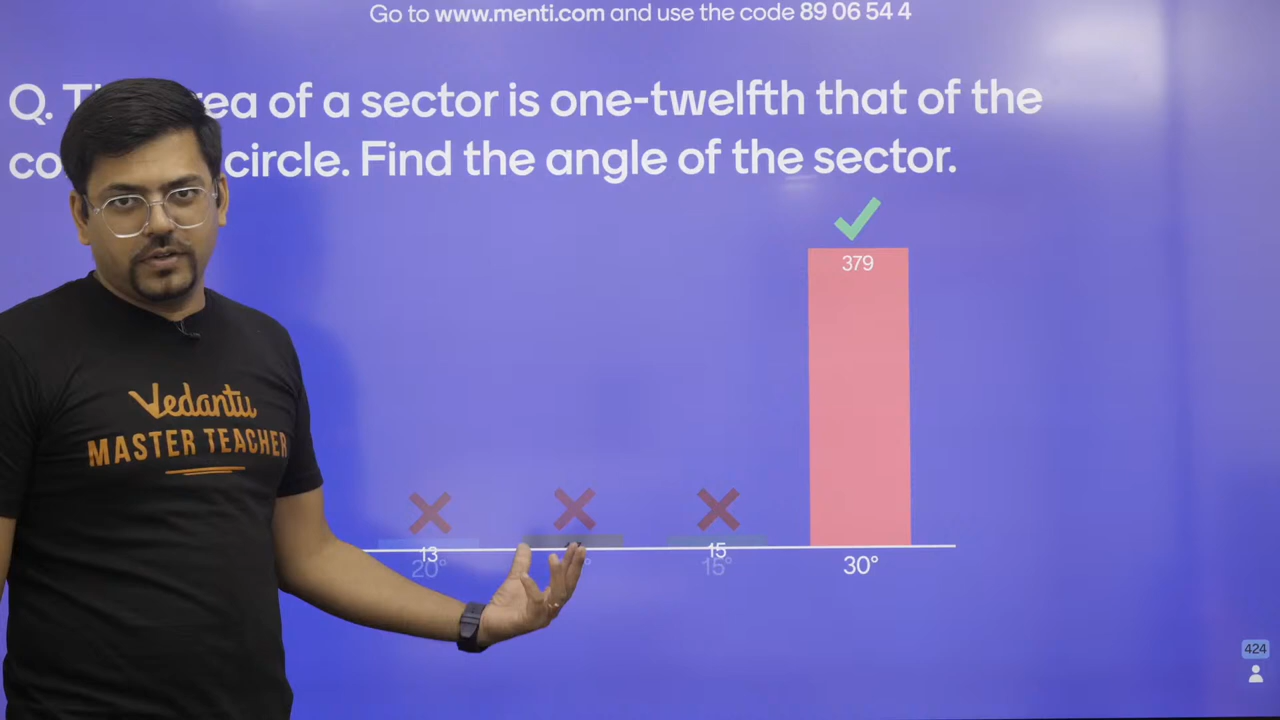 Go to www.menti.com and use the code 89 06 54 4
Q. rea of a sector is one-twelfth that of the
circle. Find the angle of the sector.
379
13
15
20°
15°
30°
Vedantu
MASTER TEACHER
424